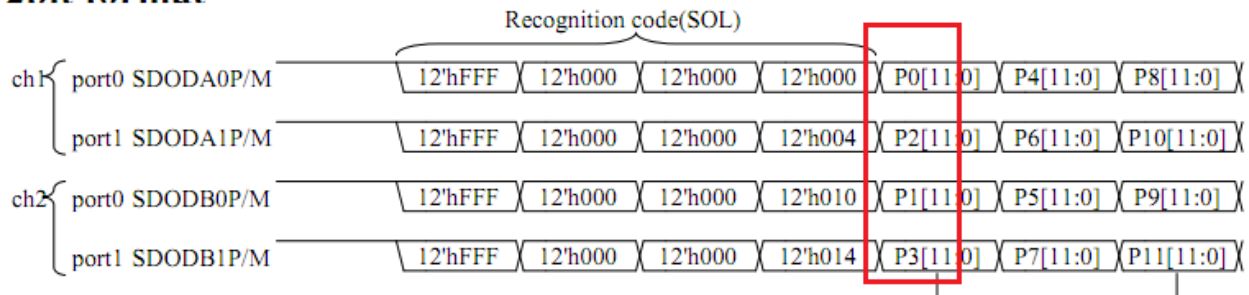 Recognition code(SOL)
ch1 port0 SDODA0P/M 12'hFFF 12'h000 12'h000 12'h000 P0[11:0] P4[11:0] P8[11:0]
port1 SDODA1P/M 12'hFFF 12'h000 12'h000 12'h004 P2[11:0] P6[11:0] P10[11:0]
ch2 port0 SDODB0P/M 12'hFFF 12'h000 12'h000 12'h010 P1[11:0] P5[11:0] P9[11:0]
port1 SDODB1P/M 12'hFFF 12'h000 12'h000 12'h014 P3[11:0] P7[11:0] P11[11:0]